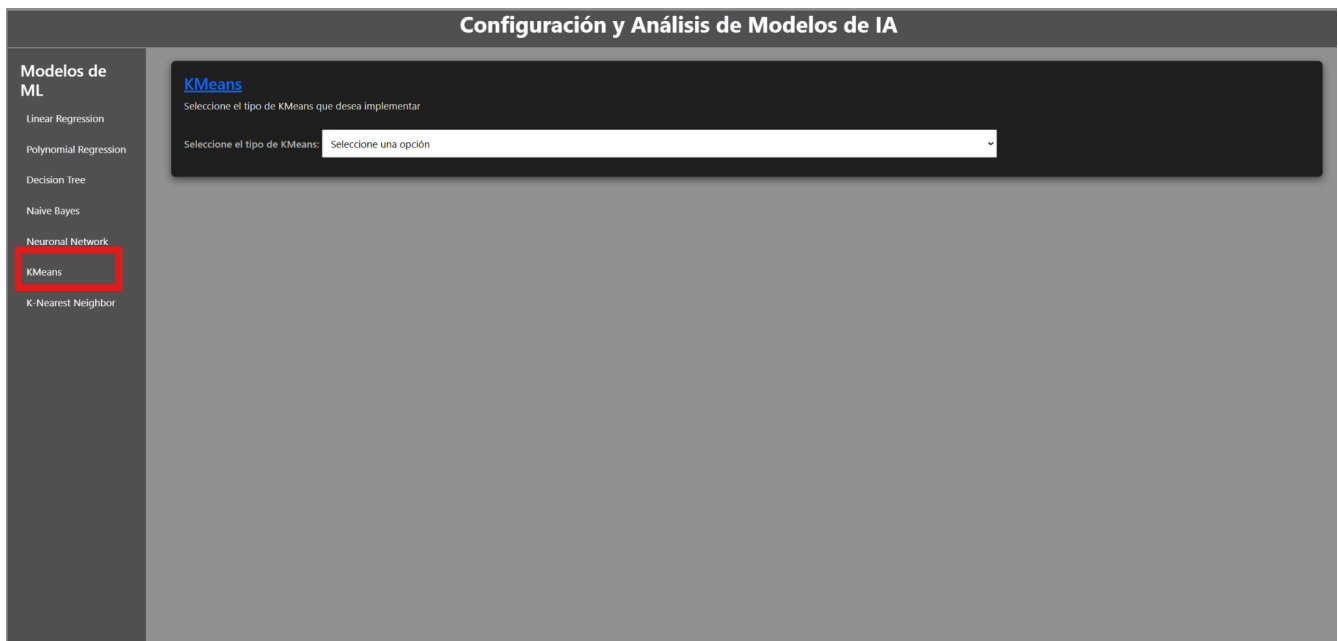 Configuración y Análisis de Modelos de IA
Modelos de
ML
Linear Regression
Polynomial Regression
Decision Tree
Naive Bayes
Neuronal Network
KMeans
K-Nearest Neighbor
KMeans
Seleccione el tipo de KMeans que desea implementar
Seleccione el tipo de KMeans: Seleccione una opción